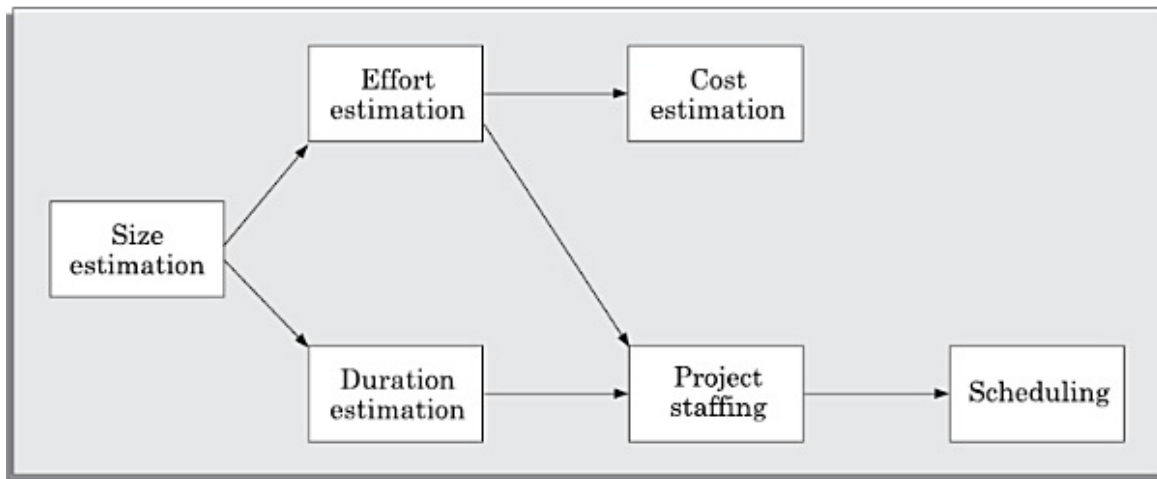 Effort
estimation
Cost
estimation
Size
estimation
Duration
estimation
Project
staffing
Scheduling